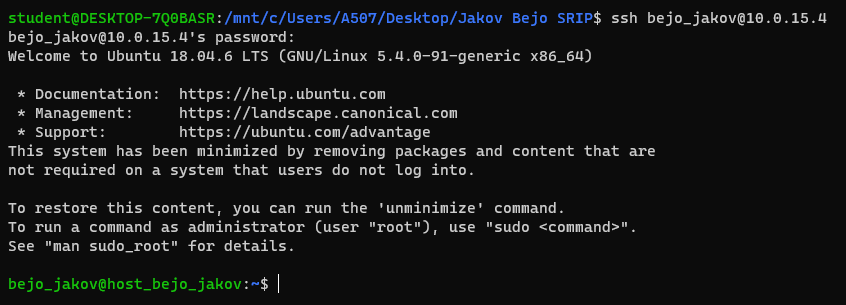 student@DESKTOP-7Q0BASR:/mnt/c/Users/A507/Desktop/Jakov Bejo SRIP$ ssh bejo_jakov@10.0.15.4
bejo_jakov@10.0.15.4's password:
Welcome to Ubuntu 18.04.6 LTS (GNU/Linux 5.4.0-91-generic x86_64)

 * Documentation:  https://help.ubuntu.com
 * Management:     https://landscape.canonical.com
 * Support:        https://ubuntu.com/advantage
This system has been minimized by removing packages and content that are
not required on a system that users do not log into.

To restore this content, you can run the 'unminimize' command.
To run a command as administrator (user "root"), use "sudo <command>".
See "man sudo_root" for details.

bejo_jakov@host_bejo_jakov:~$